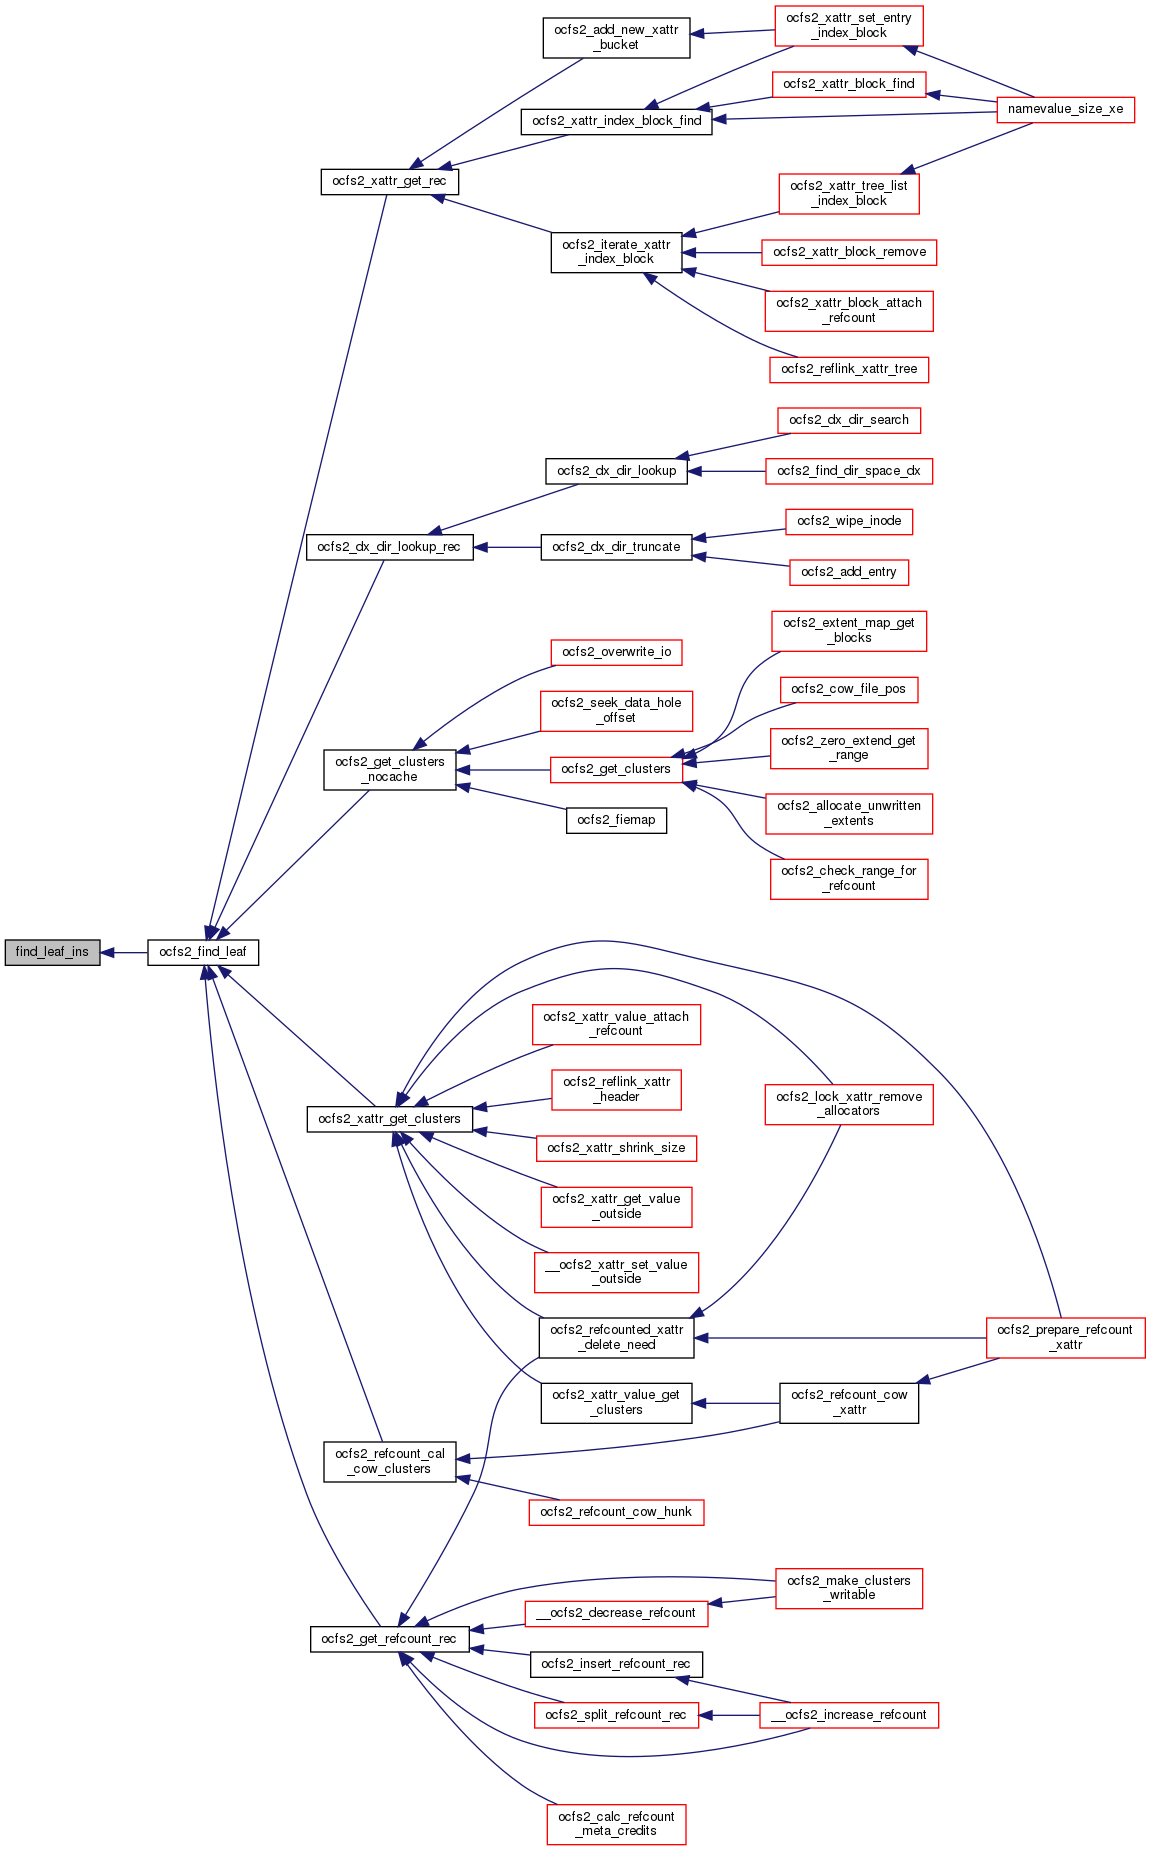 ocfs2_add_new_xattr
_bucket
ocfs2_xattr_set_entry
_index_block
ocfs2_xattr_block_find
namevalue_size_xe
ocfs2_xattr_index_block_find
ocfs2_xattr_get_rec
ocfs2_xattr_tree_list
_index_block
ocfs2_iterate_xattr
_index_block
ocfs2_xattr_block_remove
ocfs2_xattr_block_attach
_refcount
ocfs2_reflink_xattr_tree
ocfs2_dx_dir_search
ocfs2_dx_dir_lookup
ocfs2_find_dir_space_dx
ocfs2_wipe_inode
ocfs2_dx_dir_lookup_rec
ocfs2_dx_dir_truncate
ocfs2_add_entry
ocfs2_extent_map_get
_blocks
ocfs2_overwrite_io
ocfs2_cow_file_pos
ocfs2_seek_data_hole
_offset
ocfs2_zero_extend_get
_range
ocfs2_get_clusters
_nocache
ocfs2_get_clusters
ocfs2_allocate_unwritten
_extents
ocfs2_fiemap
ocfs2_check_range_for
_refcount
find_leaf_ins
ocfs2_find_leaf
ocfs2_xattr_value_attach
_refcount
ocfs2_reflink_xattr
_header
ocfs2_lock_xattr_remove
_allocators
ocfs2_xattr_get_clusters
ocfs2_xattr_shrink_size
ocfs2_xattr_get_value
_outside
__ocfs2_xattr_set_value
_outside
ocfs2_refcounted_xattr
_delete_need
ocfs2_prepare_refcount
_xattr
ocfs2_xattr_value_get
_clusters
ocfs2_refcount_cow
_xattr
ocfs2_refcount_cal
_cow_clusters
ocfs2_refcount_cow_hunk
ocfs2_make_clusters
_writable
__ocfs2_decrease_refcount
ocfs2_get_refcount_rec
ocfs2_insert_refcount_rec
ocfs2_split_refcount_rec
__ocfs2_increase_refcount
ocfs2_calc_refcount
_meta_credits